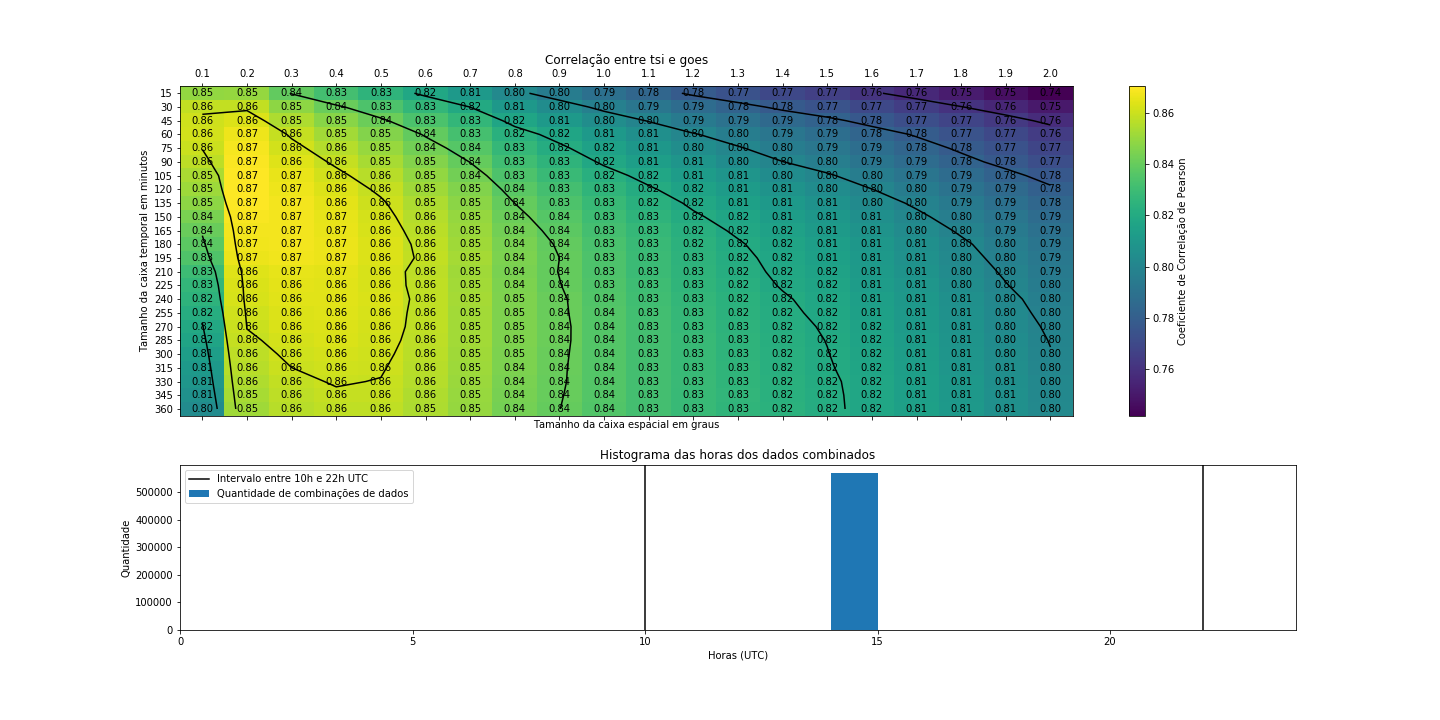 Correlação entre tsi e goes
0.1 0.2 0.3 0.4 0.5 0.6 0.7 0.8 0.9 1.0 1.1 1.2 1.3 1.4 1.5 1.6 1.7 1.8 1.9 2.0
15 0.85 0.85 0.84 0.83 0.83 0.82 0.81 0.80 0.80 0.79 0.78 0.78 0.77 0.77 0.77 0.76 0.76 0.75 0.75 0.74
30 0.86 0.86 0.85 0.84 0.83 0.83 0.82 0.81 0.80 0.80 0.79 0.79 0.78 0.78 0.77 0.77 0.77 0.76 0.76 0.75
45 0.86 0.86 0.85 0.85 0.84 0.83 0.82 0.82 0.81 0.80 0.80 0.79 0.79 0.79 0.78 0.78 0.77 0.77 0.76 0.76
60 0.86 0.87 0.86 0.85 0.85 0.84 0.83 0.82 0.82 0.81 0.81 0.80 0.80 0.79 0.79 0.78 0.78 0.77 0.77 0.76
75 0.86 0.87 0.86 0.86 0.85 0.84 0.83 0.83 0.82 0.82 0.81 0.80 0.80 0.80 0.79 0.79 0.78 0.78 0.77 0.77
90 0.86 0.87 0.86 0.86 0.85 0.85 0.84 0.83 0.83 0.82 0.81 0.81 0.80 0.80 0.80 0.79 0.79 0.78 0.78 0.77
105 0.85 0.87 0.87 0.86 0.86 0.85 0.84 0.83 0.83 0.82 0.82 0.81 0.81 0.80 0.80 0.80 0.79 0.79 0.78 0.78
120 0.85 0.87 0.87 0.86 0.86 0.85 0.84 0.84 0.83 0.83 0.82 0.82 0.81 0.81 0.80 0.80 0.80 0.79 0.79 0.78
135 0.85 0.87 0.87 0.87 0.86 0.85 0.85 0.84 0.83 0.83 0.82 0.82 0.81 0.81 0.81 0.80 0.80 0.79 0.79 0.78
150 0.84 0.87 0.87 0.87 0.86 0.85 0.85 0.84 0.84 0.83 0.83 0.82 0.82 0.81 0.81 0.81 0.80 0.80 0.79 0.79
165 0.84 0.87 0.87 0.87 0.86 0.86 0.85 0.84 0.84 0.83 0.83 0.82 0.82 0.81 0.81 0.81 0.80 0.80 0.79 0.79
180 0.84 0.87 0.87 0.87 0.86 0.86 0.85 0.84 0.84 0.83 0.83 0.82 0.82 0.82 0.81 0.81 0.81 0.80 0.80 0.79
195 0.83 0.87 0.87 0.87 0.86 0.86 0.85 0.84 0.84 0.83 0.83 0.83 0.82 0.82 0.81 0.81 0.81 0.80 0.80 0.79
210 0.83 0.86 0.87 0.87 0.86 0.86 0.85 0.84 0.84 0.83 0.83 0.83 0.82 0.82 0.81 0.81 0.81 0.80 0.80 0.79
225 0.83 0.86 0.86 0.86 0.86 0.86 0.85 0.85 0.84 0.84 0.83 0.83 0.82 0.82 0.82 0.81 0.81 0.80 0.80 0.80
240 0.82 0.86 0.86 0.86 0.86 0.86 0.85 0.85 0.84 0.84 0.83 0.83 0.82 0.82 0.82 0.81 0.81 0.81 0.80 0.80
255 0.82 0.86 0.86 0.86 0.86 0.86 0.85 0.85 0.84 0.84 0.83 0.83 0.82 0.82 0.82 0.81 0.81 0.81 0.80 0.80
270 0.82 0.86 0.86 0.86 0.86 0.86 0.85 0.85 0.84 0.84 0.83 0.83 0.82 0.82 0.82 0.81 0.81 0.81 0.80 0.80
285 0.82 0.86 0.86 0.86 0.86 0.86 0.85 0.85 0.84 0.84 0.83 0.83 0.83 0.82 0.82 0.81 0.81 0.81 0.80 0.80
300 0.81 0.86 0.86 0.86 0.86 0.86 0.85 0.85 0.84 0.84 0.83 0.83 0.83 0.82 0.82 0.81 0.81 0.81 0.80 0.80
315 0.81 0.86 0.86 0.86 0.86 0.86 0.85 0.84 0.84 0.84 0.83 0.83 0.83 0.82 0.82 0.82 0.81 0.81 0.81 0.80
330 0.81 0.86 0.86 0.86 0.86 0.86 0.85 0.84 0.84 0.84 0.83 0.83 0.83 0.82 0.82 0.82 0.81 0.81 0.81 0.80
345 0.81 0.85 0.86 0.86 0.86 0.86 0.85 0.84 0.84 0.84 0.83 0.83 0.83 0.82 0.82 0.82 0.81 0.81 0.81 0.80
360 0.80 0.85 0.86 0.86 0.86 0.85 0.85 0.84 0.84 0.84 0.83 0.83 0.83 0.82 0.82 0.82 0.81 0.81 0.81 0.80
Tamanho da caixa temporal em minutos
Tamanho da caixa espacial em graus
0.86
0.84
0.82
0.80
0.78
0.76
Coeficiente de Correlação de Pearson
Histograma das horas dos dados combinados
Intervalo entre 10h e 22h UTC
Quantidade de combinações de dados
500000
400000
300000
200000
100000
0
Quantidade
0 5 10 15 20
Horas (UTC)